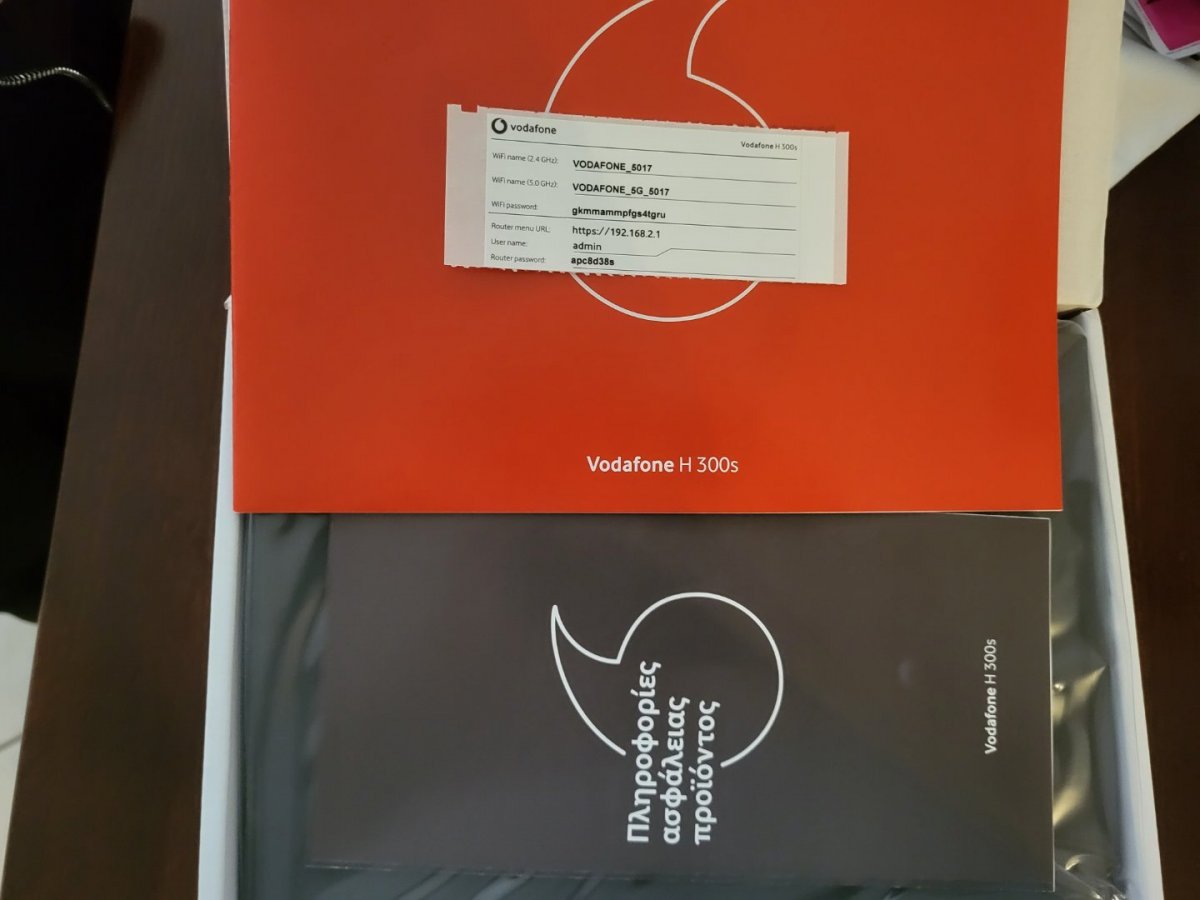 vodafone
Vodafone H 300s
WiFi name (2.4 GHz): VODAFONE_5017
WiFi name (5.0 GHz): VODAFONE_5G_5017
WiFi password: gkmmammpfgs4tgru
Router menu URL: https://192.168.2.1
User name: admin
Router password: apc8d38s
Vodafone H 300s
Πληροφορίες
ασφάλειας
προϊόντος
Vodafone H 300s